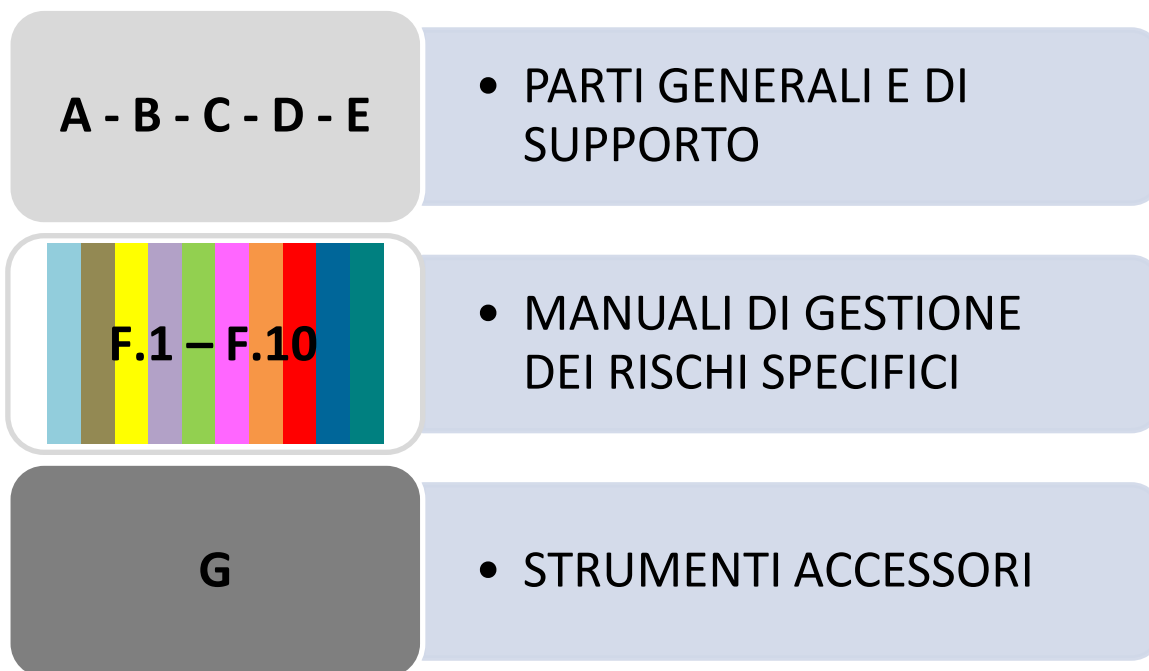 A - B - C - D - E
• PARTI GENERALI E DI
SUPPORTO
F.1 – F.10
• MANUALI DI GESTIONE
DEI RISCHI SPECIFICI
G
• STRUMENTI ACCESSORI